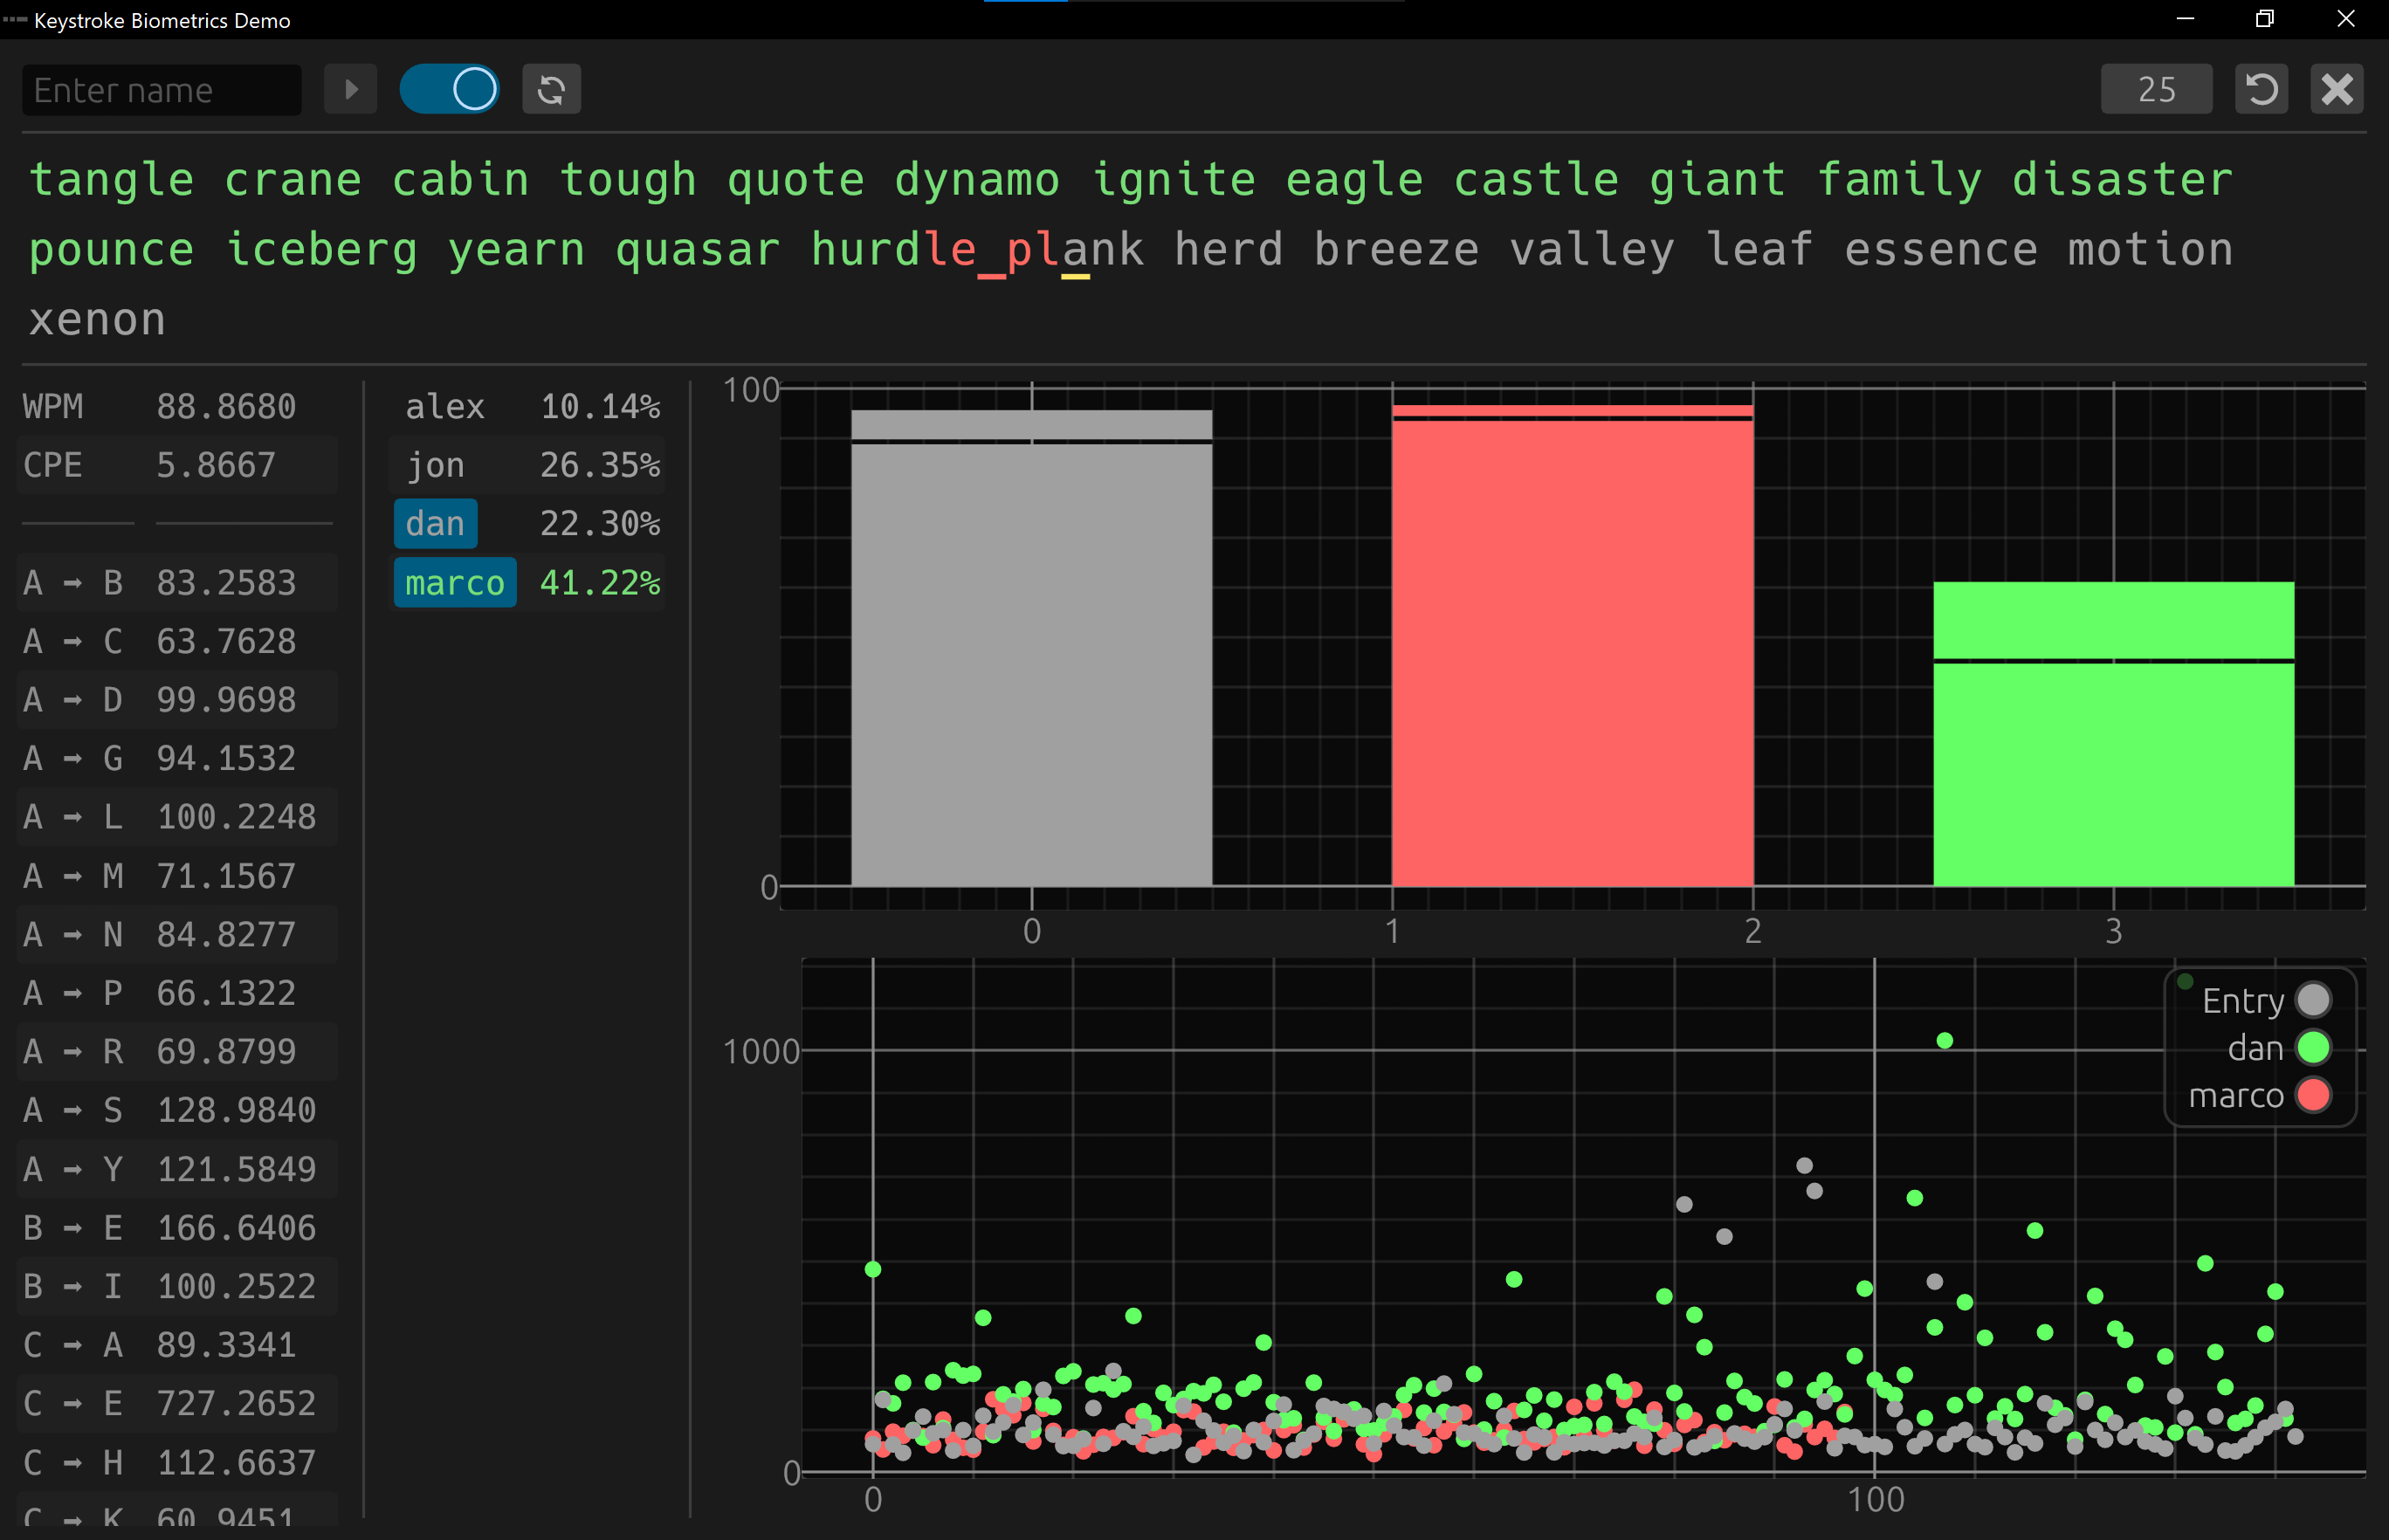 Keystroke Biometrics Demo
Enter name
25
tangle crane cabin tough quote dynamo ignite eagle castle giant family disaster
pounce iceberg yearn quasar hurdle_plank herd breeze valley leaf essence motion
xenon
WPM 88.8680
CPE 5.8667
A → B 83.2583
A → C 63.7628
A → D 99.9698
A → G 94.1532
A → L 100.2248
A → M 71.1567
A → N 84.8277
A → P 66.1322
A → R 69.8799
A → S 128.9840
A → Y 121.5849
B → E 166.6406
B → I 100.2522
C → A 89.3341
C → E 727.2652
C → H 112.6637
C → K 60.9451
alex 10.14%
jon 26.35%
dan 22.30%
marco 41.22%
100
0
0 1 2 3
1000
0
0 100
Entry
dan
marco